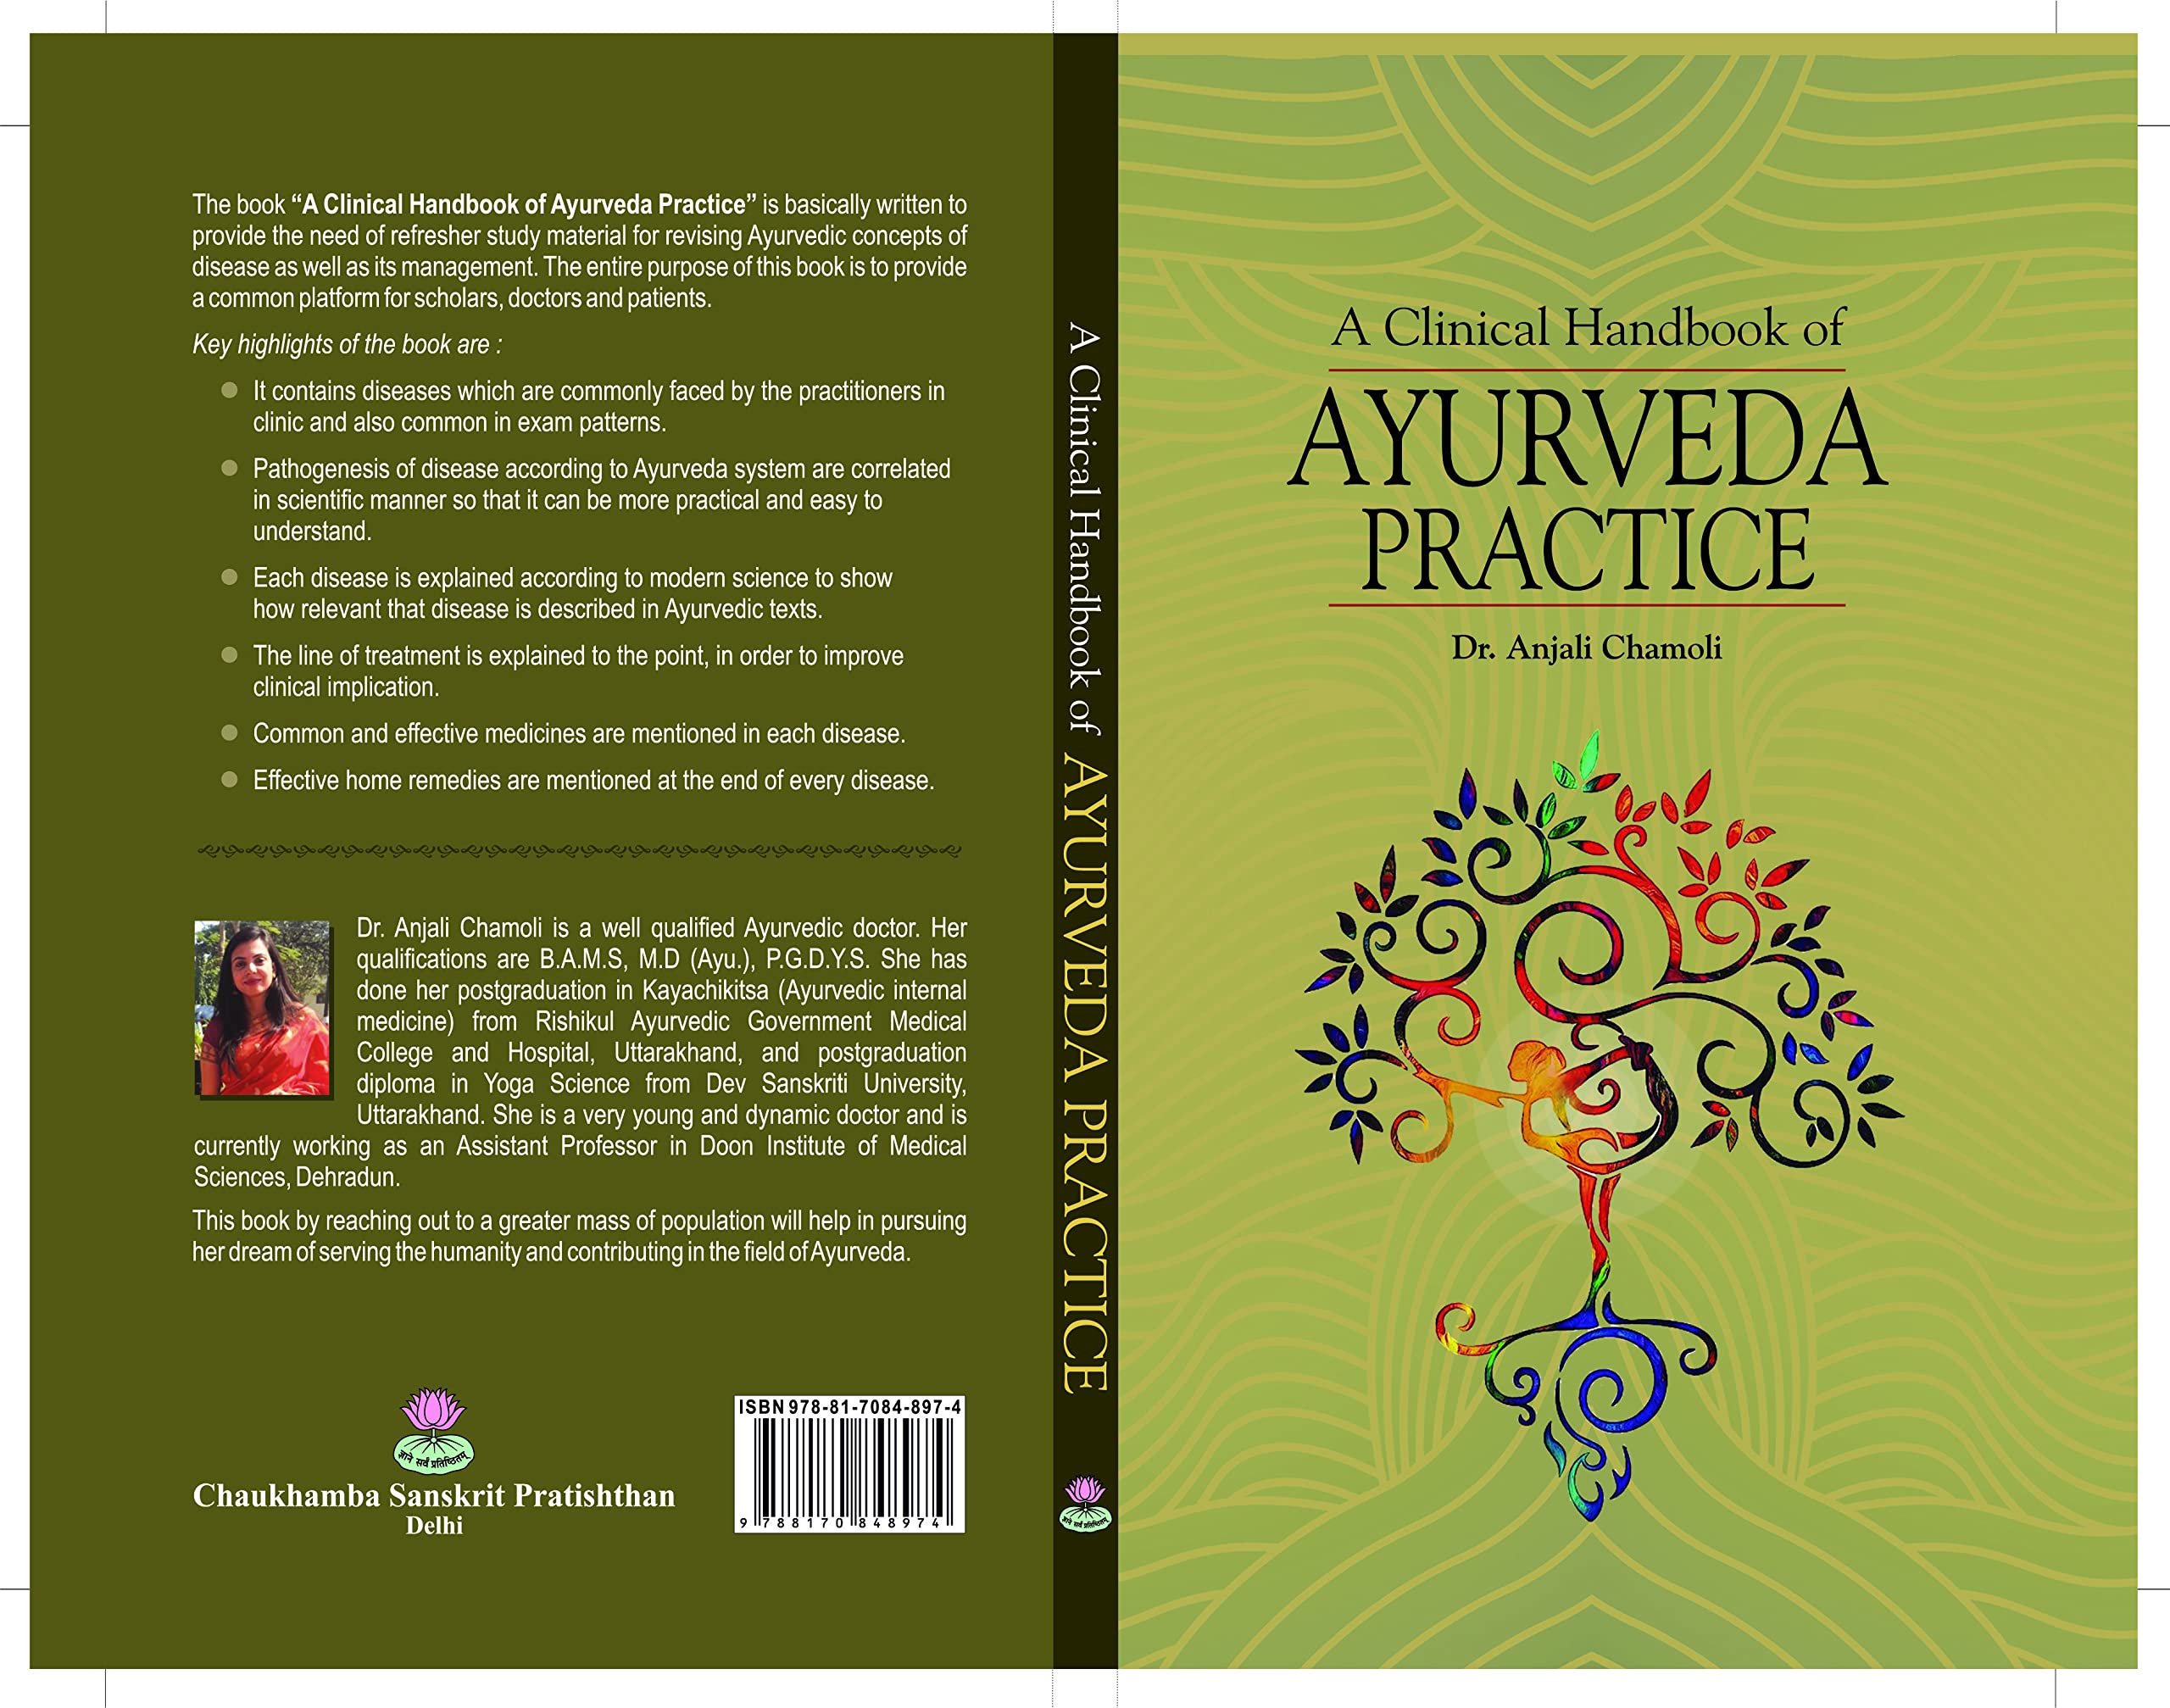 The book “A Clinical Handbook of Ayurveda Practice” is basically written to
provide the need of refresher study material for revising Ayurvedic concepts of
disease as well as its management. The entire purpose of this book is to provide
a common platform for scholars, doctors and patients.
Key highlights of the book are :
It contains diseases which are commonly faced by the practitioners in
clinic and also common in exam patterns.
Pathogenesis of disease according to Ayurveda system are correlated
in scientific manner so that it can be more practical and easy to
understand.
Each disease is explained according to modern science to show
how relevant that disease is described in Ayurvedic texts.
The line of treatment is explained to the point, in order to improve
clinical implication.
Common and effective medicines are mentioned in each disease.
Effective home remedies are mentioned at the end of every disease.
Dr. Anjali Chamoli is a well qualified Ayurvedic doctor. Her
qualifications are B.A.M.S, M.D (Ayu.), P.G.D.Y.S. She has
done her postgraduation in Kayachikitsa (Ayurvedic internal
medicine) from Rishikul Ayurvedic Government Medical
College and Hospital, Uttarakhand, and postgraduation
diploma in Yoga Science from Dev Sanskriti University,
Uttarakhand. She is a very young and dynamic doctor and is
currently working as an Assistant Professor in Doon Institute of Medical
Sciences, Dehradun.
This book by reaching out to a greater mass of population will help in pursuing
her dream of serving the humanity and contributing in the field of Ayurveda.
ज्ञाने सर्वं प्रतिष्ठितम्
Chaukhamba Sanskrit Pratishthan
Delhi
ISBN 978-81-7084-897-4
9 788170 848974
A Clinical Handbook of AYURVEDA PRACTICE
ज्ञाने सर्वं प्रतिष्ठितम्
A Clinical Handbook of
AYURVEDA
PRACTICE
Dr. Anjali Chamoli